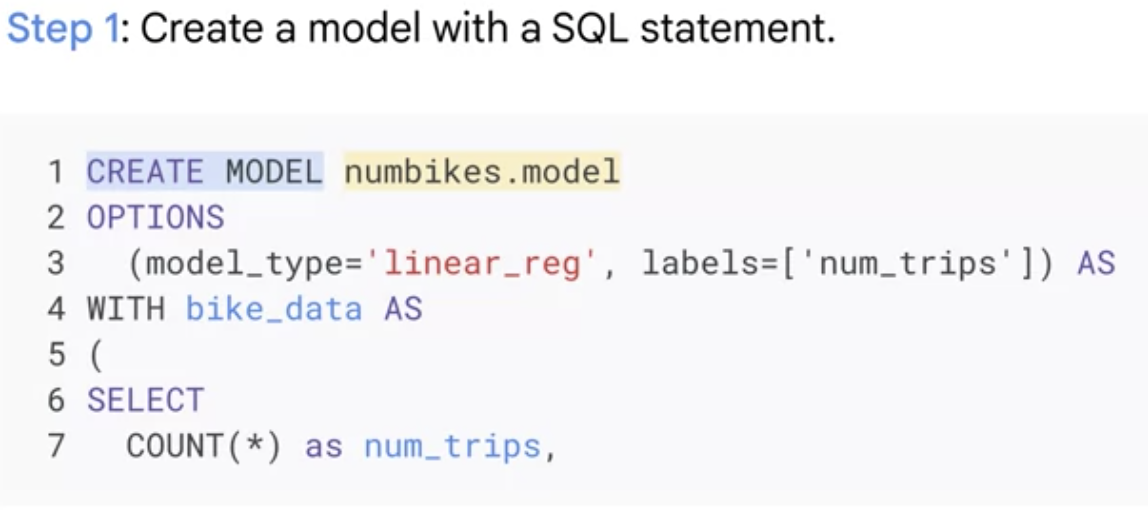 Step 1: Create a model with a SQL statement.
1 CREATE MODEL numbikes.model
2 OPTIONS
3   (model_type='linear_reg', labels=['num_trips']) AS
4 WITH bike_data AS
5 (
6 SELECT
7   COUNT(*) as num_trips,